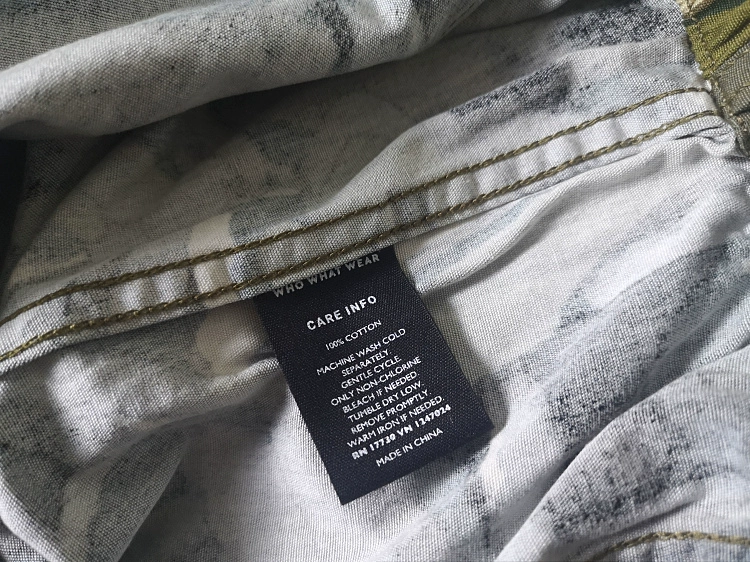 WHO WHAT WEAR
CARE INFO
100% COTTON
MACHINE WASH COLD
SEPARATELY.
GENTLE CYCLE.
ONLY NON-CHLORINE
BLEACH IF NEEDED.
TUMBLE DRY LOW.
REMOVE PROMPTLY.
WARM IRON IF NEEDED.
RN 17730 VN 1247024
MADE IN CHINA